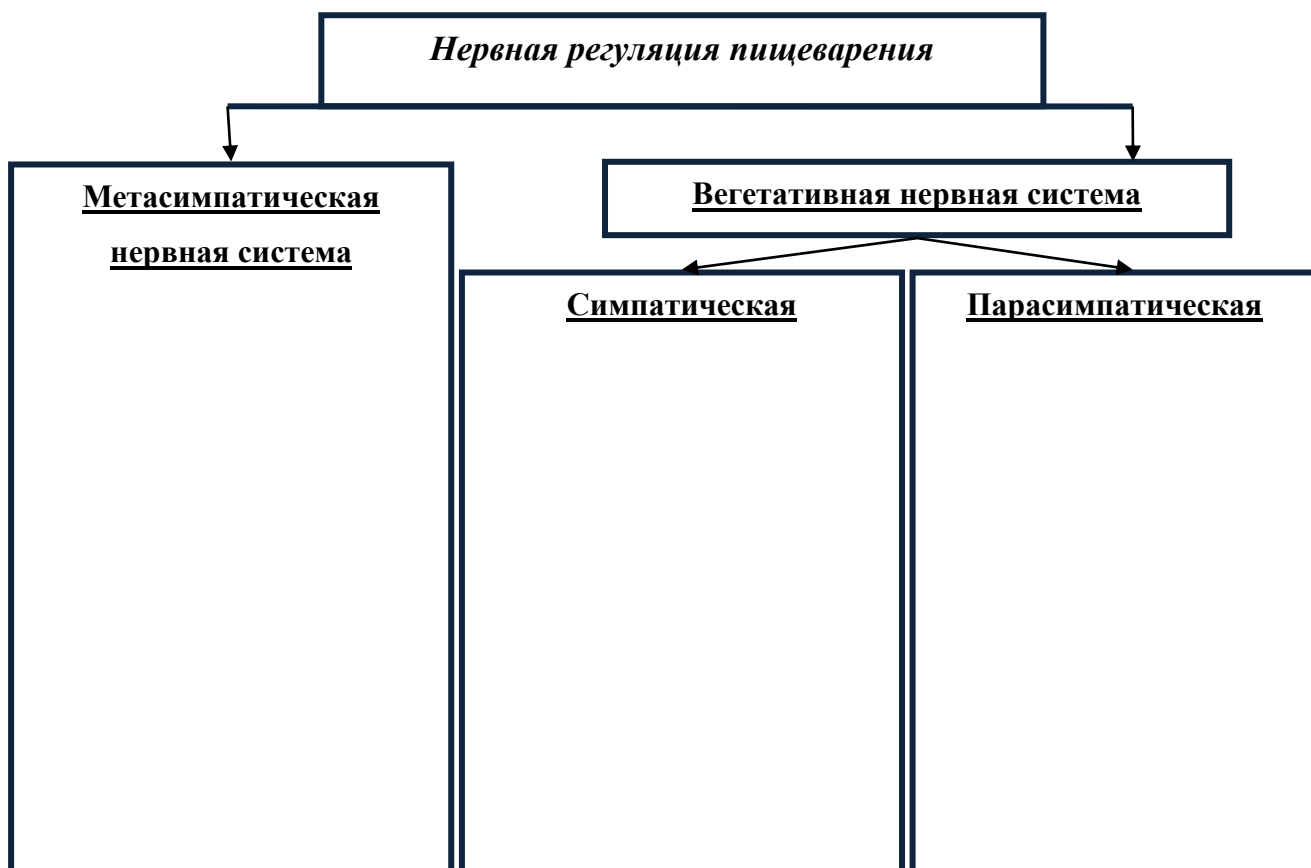 Нервная регуляция пищеварения
Метасимпатическая
нервная система
Вегетативная нервная система
Симпатическая
Парасимпатическая